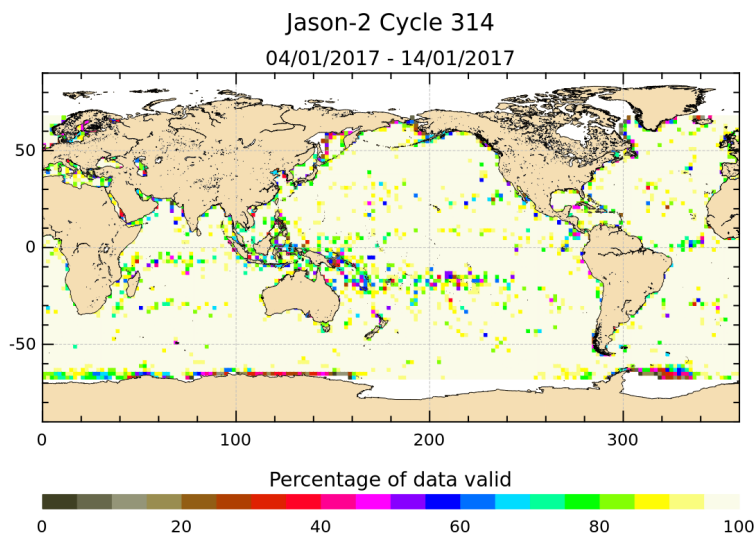 Jason-2 Cycle 314
04/01/2017 - 14/01/2017
50
0
-50
0 100 200 300
Percentage of data valid
0 20 40 60 80 100